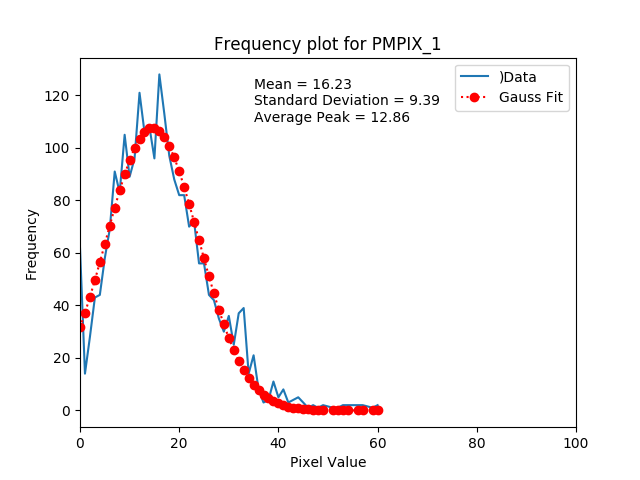 Frequency plot for PMPIX_1
Mean = 16.23
Standard Deviation = 9.39
Average Peak = 12.86
)Data
Gauss Fit
Frequency
120
100
80
60
40
20
0
0 20 40 60 80 100
Pixel Value